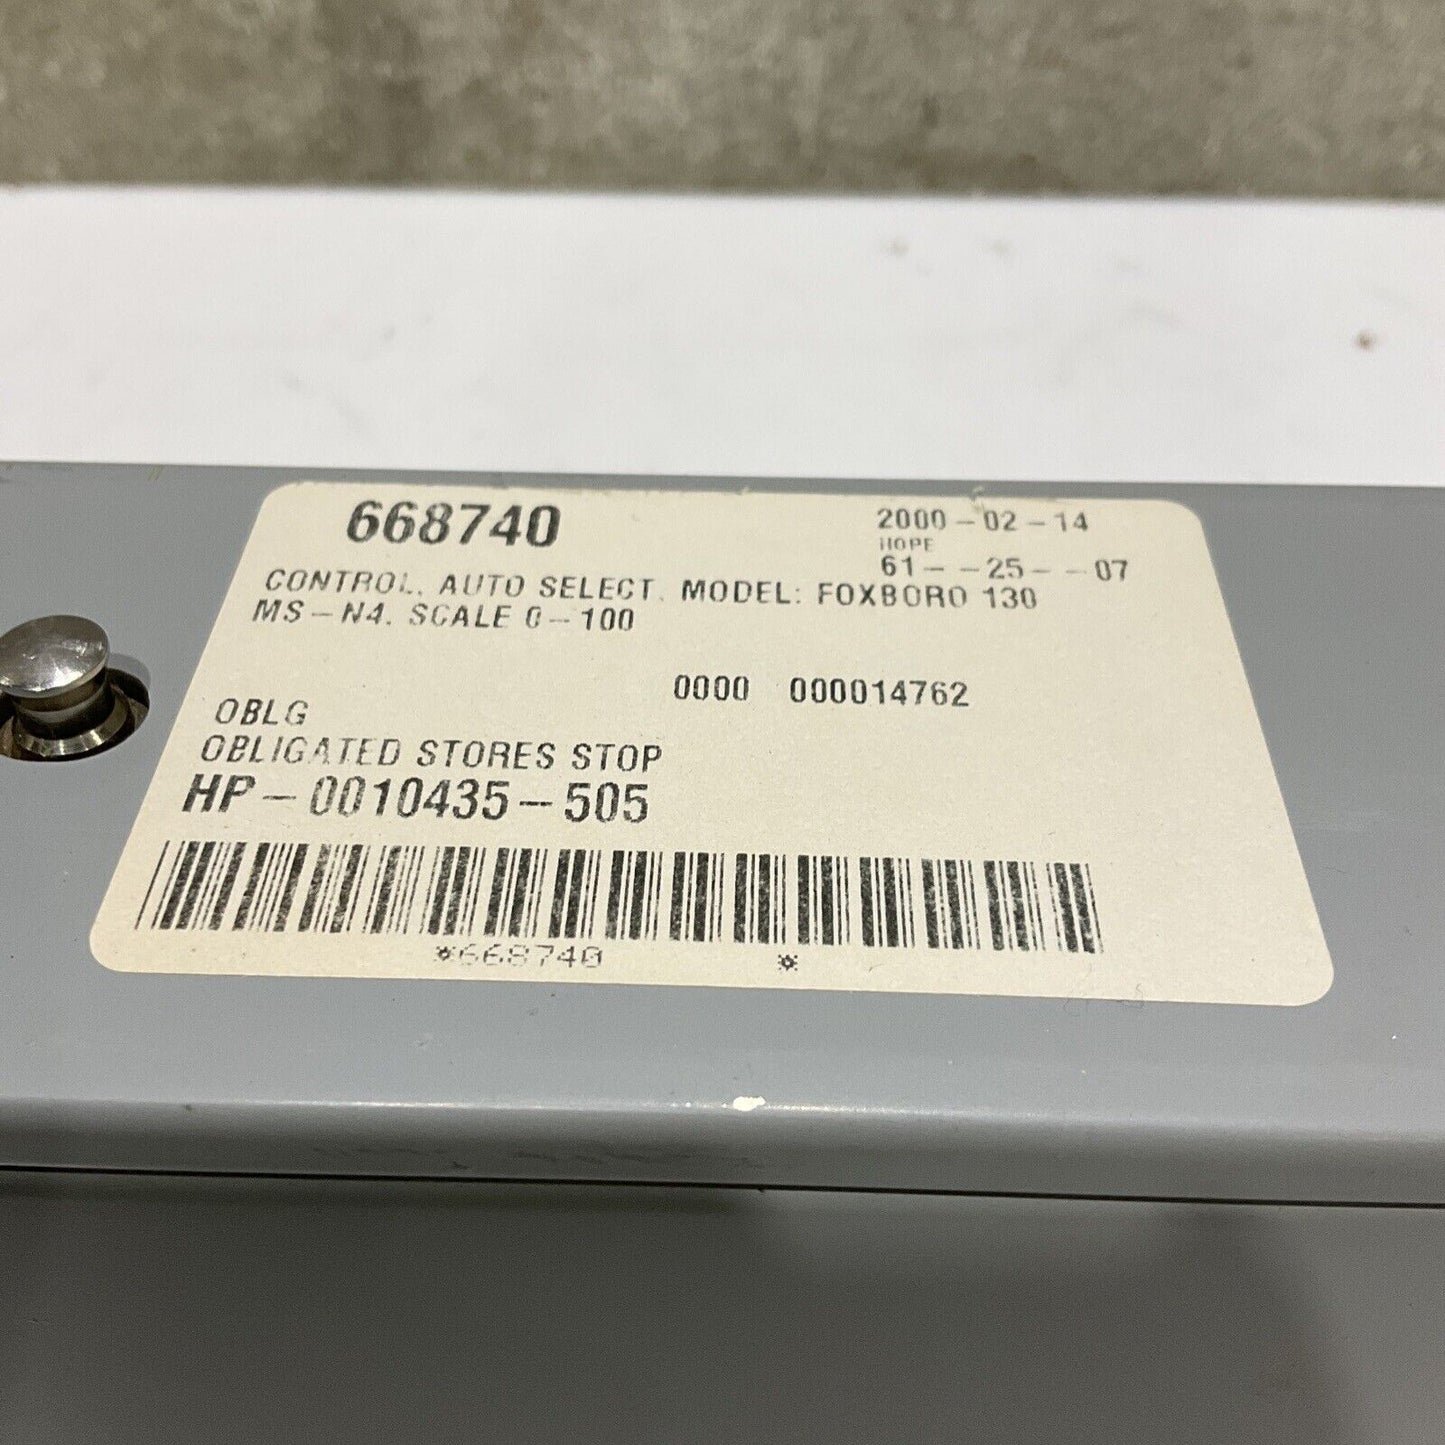 668740
2000-02-14
HOPE
61--25--07
CONTROL, AUTO SELECT, MODEL: FOXBORO 130
MS-N4, SCALE 0-100
0000 000014762
OBLG
OBLIGATED STORES STOP
HP-0010435-505
*668740 *